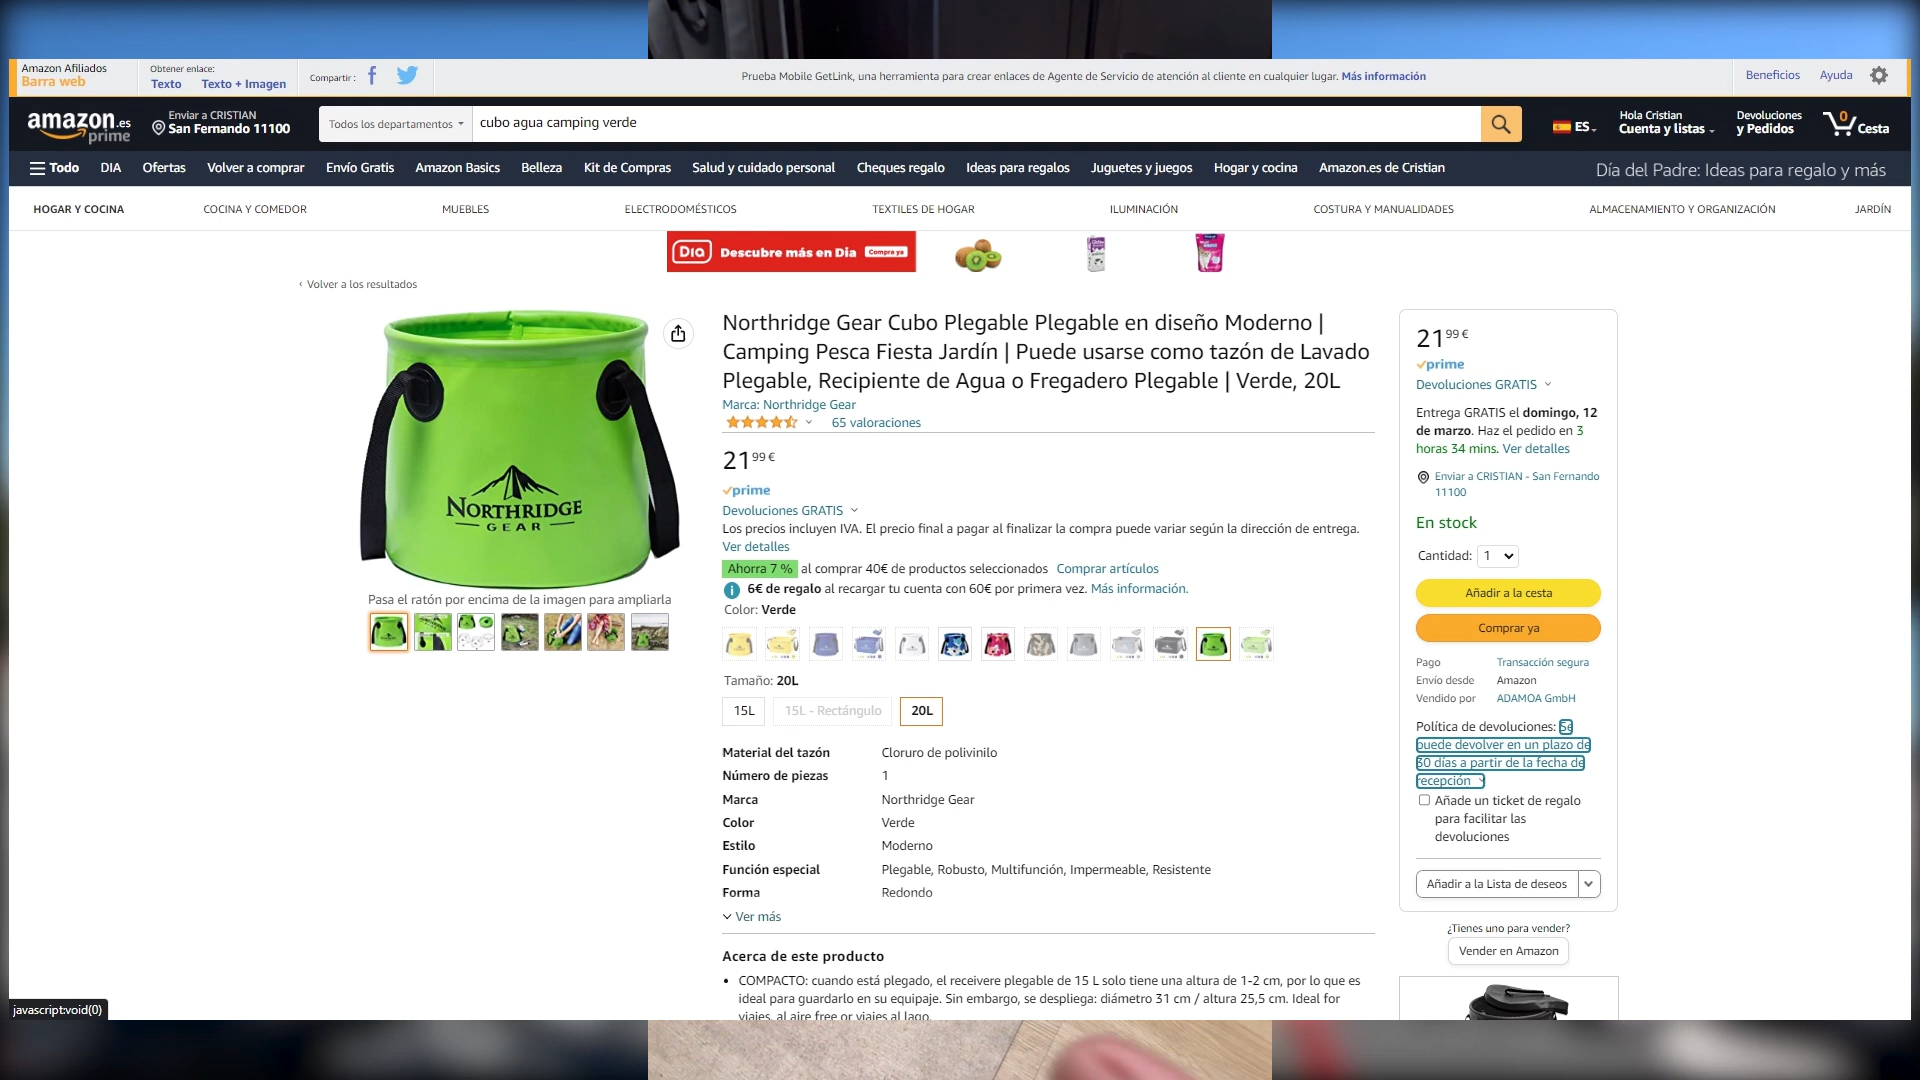 Amazon Afiliados
Barra web
Obtener enlace:
Texto Texto + Imagen
Compartir :
Prueba Mobile GetLink, una herramienta para crear enlaces de Agente de Servicio de atención al cliente en cualquier lugar. Más información
Beneficios Ayuda
amazon.es
prime
Enviar a CRISTIAN
San Fernando 11100
Todos los departamentos
cubo agua camping verde
ES
Hola Cristian
Cuenta y listas
Devoluciones
y Pedidos
0
Cesta
Todo DIA Ofertas Volver a comprar Envío Gratis Amazon Basics Belleza Kit de Compras Salud y cuidado personal Cheques regalo Ideas para regalos Juguetes y juegos Hogar y cocina Amazon.es de Cristian
Día del Padre: Ideas para regalo y más
HOGAR Y COCINA COCINA Y COMEDOR MUEBLES ELECTRODOMÉSTICOS TEXTILES DE HOGAR ILUMINACIÓN COSTURA Y MANUALIDADES ALMACENAMIENTO Y ORGANIZACIÓN JARDÍN
Dia Descubre más en Dia Compra ya
‹ Volver a los resultados
NORTHRIDGE
GEAR
Pasa el ratón por encima de la imagen para ampliarla
Northridge Gear Cubo Plegable Plegable en diseño Moderno |
Camping Pesca Fiesta Jardín | Puede usarse como tazón de Lavado
Plegable, Recipiente de Agua o Fregadero Plegable | Verde, 20L
Marca: Northridge Gear
65 valoraciones
21 99 €
prime
Devoluciones GRATIS
Los precios incluyen IVA. El precio final a pagar al finalizar la compra puede variar según la dirección de entrega.
Ver detalles
Ahorra 7 % al comprar 40€ de productos seleccionados Comprar artículos
6€ de regalo al recargar tu cuenta con 60€ por primera vez. Más información.
Color: Verde
Tamaño: 20L
15L 15L - Rectángulo 20L
Material del tazón Cloruro de polivinilo
Número de piezas 1
Marca Northridge Gear
Color Verde
Estilo Moderno
Función especial Plegable, Robusto, Multifunción, Impermeable, Resistente
Forma Redondo
Ver más
Acerca de este producto
• COMPACTO: cuando está plegado, el receivere plegable de 15 L solo tiene una altura de 1-2 cm, por lo que es
ideal para guardarlo en su equipaje. Sin embargo, se despliega: diámetro 31 cm / altura 25,5 cm. Ideal for
viajes, al aire free or viajes al lago.
21 99 €
prime
Devoluciones GRATIS
Entrega GRATIS el domingo, 12
de marzo. Haz el pedido en 3
horas 34 mins. Ver detalles
Enviar a CRISTIAN - San Fernando
11100
En stock
Cantidad: 1
Añadir a la cesta
Comprar ya
Pago Transacción segura
Envío desde Amazon
Vendido por ADAMOA GmbH
Política de devoluciones: Se
puede devolver en un plazo de
30 días a partir de la fecha de
recepción
Añade un ticket de regalo
para facilitar las
devoluciones
Añadir a la Lista de deseos
¿Tienes uno para vender?
Vender en Amazon
javascript:void(0)